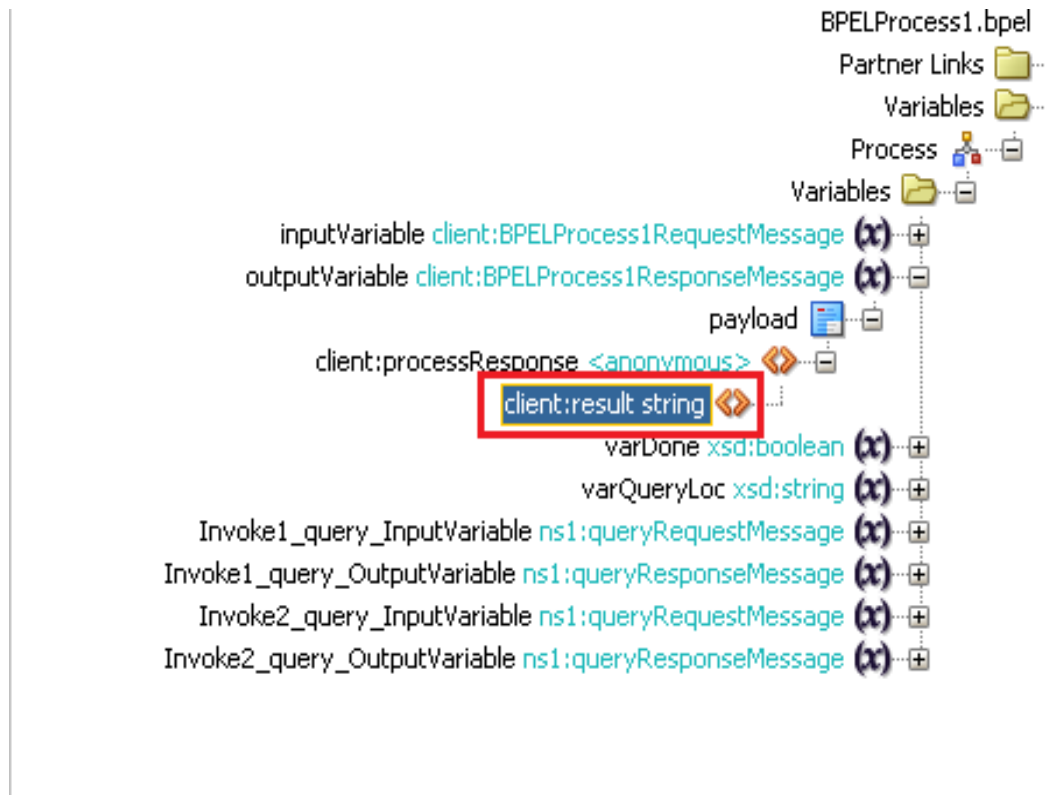 BPELProcess1.bpel
Partner Links
Variables
Process
Variables
inputVariable client:BPELProcess1RequestMessage (x)
outputVariable client:BPELProcess1ResponseMessage (x)
payload
client:processResponse <anonymous>
client:result string
varDone xsd:boolean (x)
varQueryLoc xsd:string (x)
Invoke1_query_InputVariable ns1:queryRequestMessage (x)
Invoke1_query_OutputVariable ns1:queryResponseMessage (x)
Invoke2_query_InputVariable ns1:queryRequestMessage (x)
Invoke2_query_OutputVariable ns1:queryResponseMessage (x)